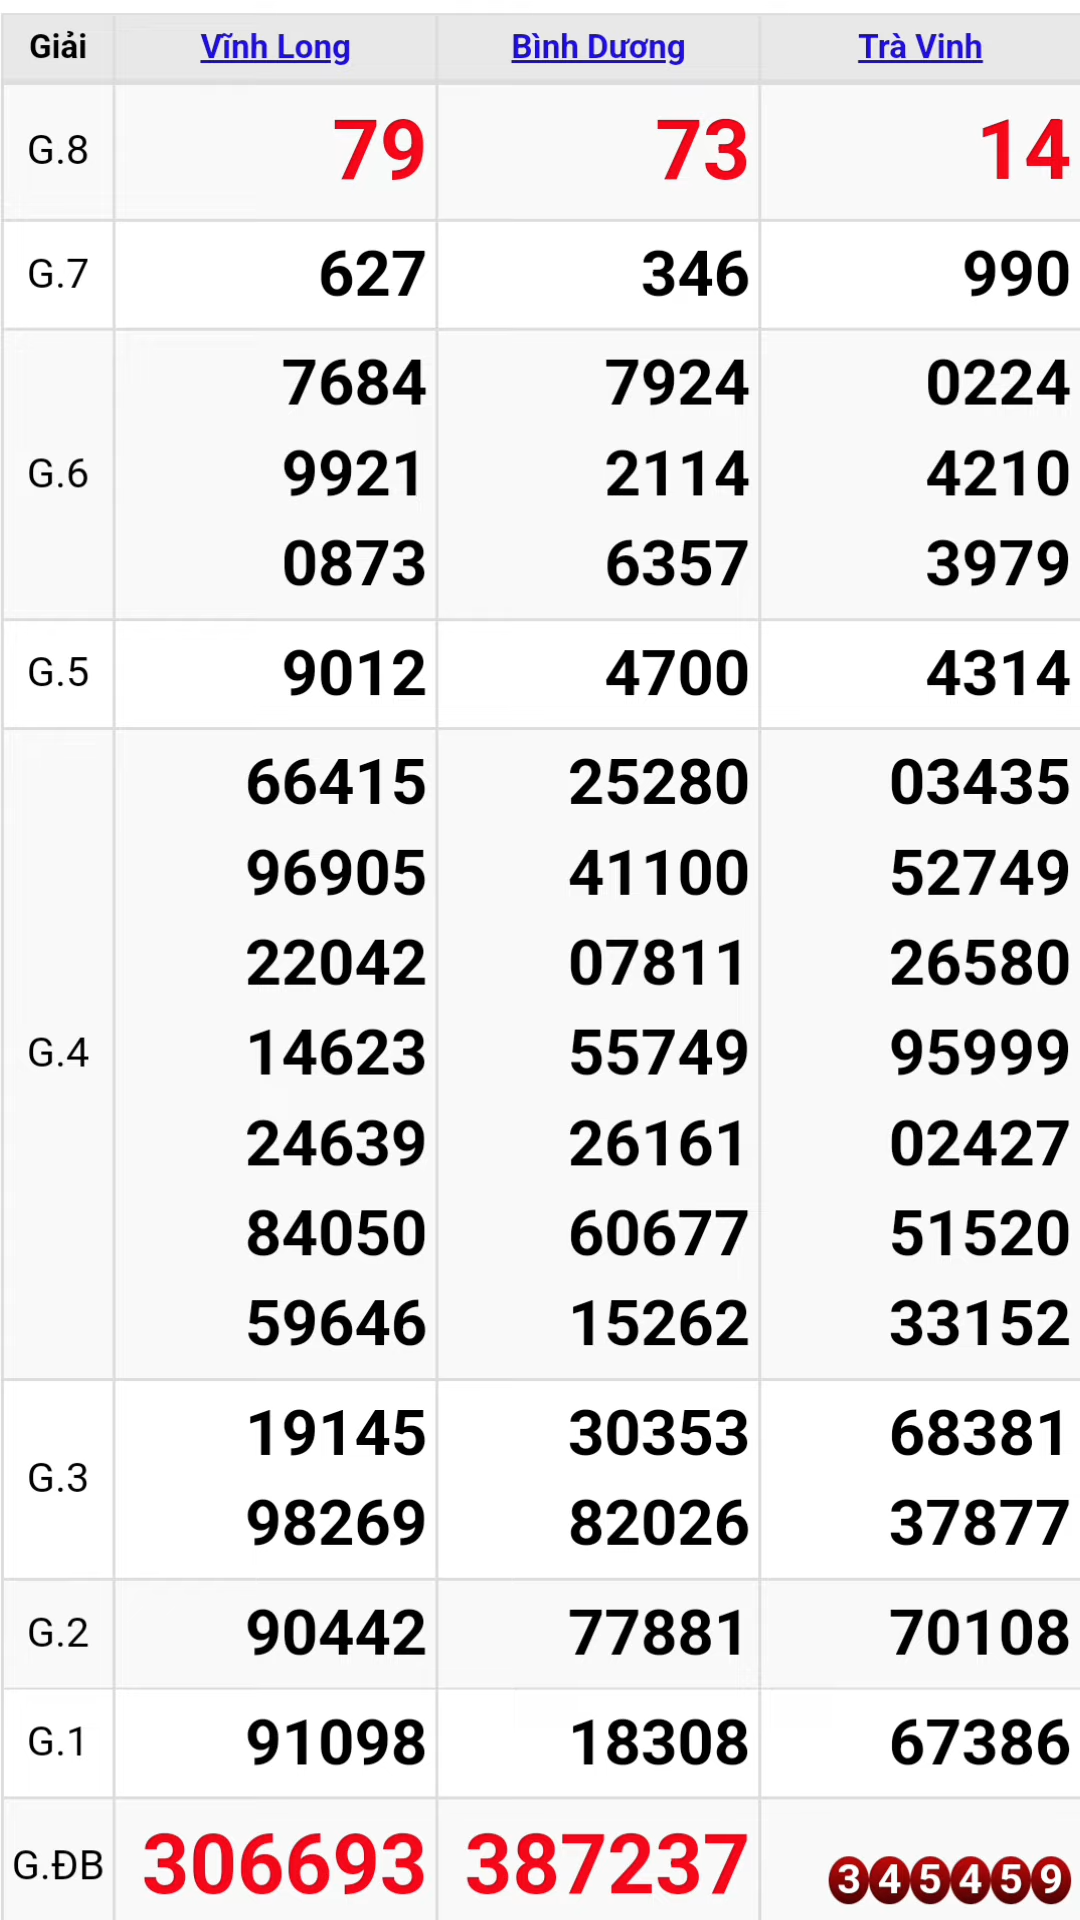 Giải Vĩnh Long Bình Dương Trà Vinh
G.8 79 73 14
G.7 627 346 990
7684 7924 0224
G.6 9921 2114 4210
0873 6357 3979
G.5 9012 4700 4314
66415 25280 03435
96905 41100 52749
22042 07811 26580
G.4 14623 55749 95999
24639 26161 02427
84050 60677 51520
59646 15262 33152
19145 30353 68381
G.3
98269 82026 37877
G.2 90442 77881 70108
G.1 91098 18308 67386
G.ĐB 306693 387237 345459